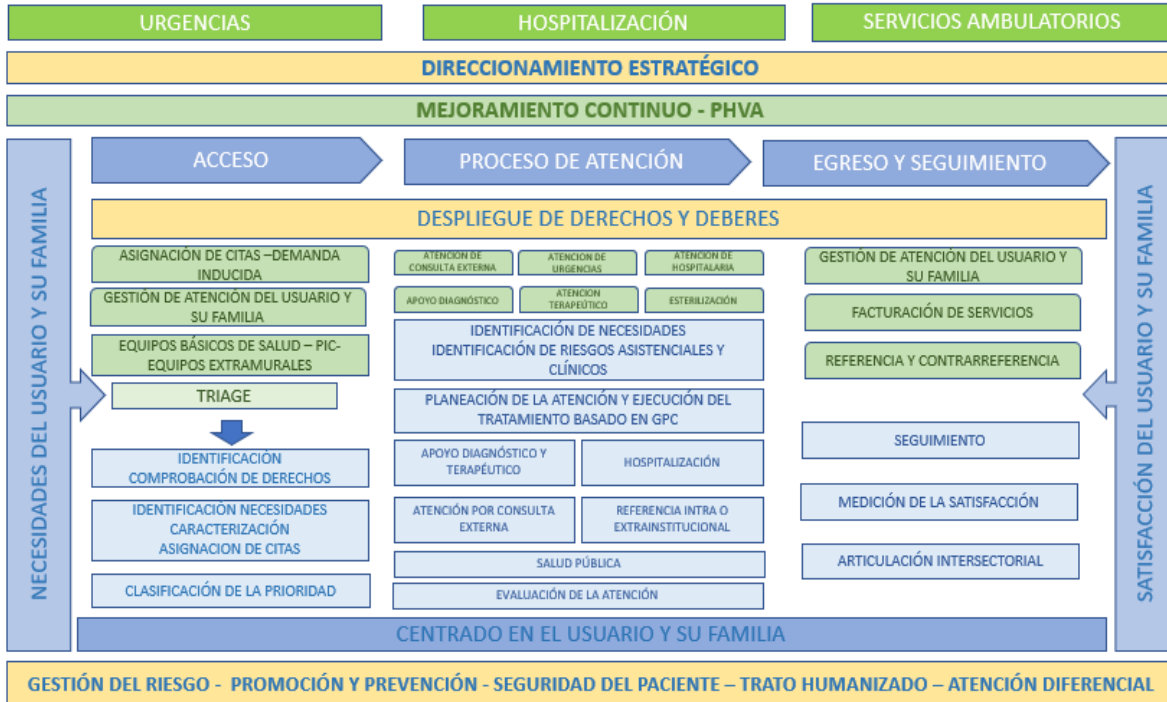 URGENCIAS
HOSPITALIZACIÓN
SERVICIOS AMBULATORIOS
DIRECCIONAMIENTO ESTRATÉGICO
MEJORAMIENTO CONTINUO - PHVA
NECESIDADES DEL USUARIO Y SU FAMILIA
ACCESO
PROCESO DE ATENCIÓN
EGRESO Y SEGUIMIENTO
DESPLIEGUE DE DERECHOS Y DEBERES
ASIGNACIÓN DE CITAS –DEMANDA
INDUCIDA
GESTIÓN DE ATENCIÓN DEL USUARIO Y
SU FAMILIA
EQUIPOS BÁSICOS DE SALUD – PIC-
EQUIPOS EXTRAMURALES
TRIAGE
IDENTIFICACIÒN
COMPROBACIÓN DE DERECHOS
IDENTIFICACIÒN NECESIDADES
CARACTERIZACIÓN
ASIGNACION DE CITAS
CLASIFICACIÓN DE LA PRIORIDAD
ATENCIÓN DE
CONSULTA EXTERNA
ATENCION DE
URGENCIAS
ATENCION DE
HOSPITALARIA
APOYO DIAGNÓSTICO
ATENCION
TERAPEÚTICO
ESTERILIZACIÓN
IDENTIFICACIÓN DE NECESIDADES
IDENTIFICACIÓN DE RIESGOS ASISTENCIALES Y
CLÍNICOS
PLANEACIÓN DE LA ATENCIÓN Y EJECUCIÓN DEL
TRATAMIENTO BASADO EN GPC
APOYO DIAGNÓSTICO Y
TERAPÉUTICO
HOSPITALIZACIÓN
ATENCIÓN POR CONSULTA
EXTERNA
REFERENCIA INTRA O
EXTRAINSTITUCIONAL
SALUD PÚBLICA
EVALUACIÓN DE LA ATENCIÓN
GESTIÓN DE ATENCIÓN DEL USUARIO Y
SU FAMILIA
FACTURACIÓN DE SERVICIOS
REFERENCIA Y CONTRARREFERENCIA
SEGUIMIENTO
MEDICIÓN DE LA SATISFACCIÓN
ARTICULACIÓN INTERSECTORIAL
SATISFACCIÓN DEL USUARIO Y SU FAMILIA
CENTRADO EN EL USUARIO Y SU FAMILIA
GESTIÓN DEL RIESGO - PROMOCIÓN Y PREVENCIÓN - SEGURIDAD DEL PACIENTE – TRATO HUMANIZADO – ATENCIÓN DIFERENCIAL